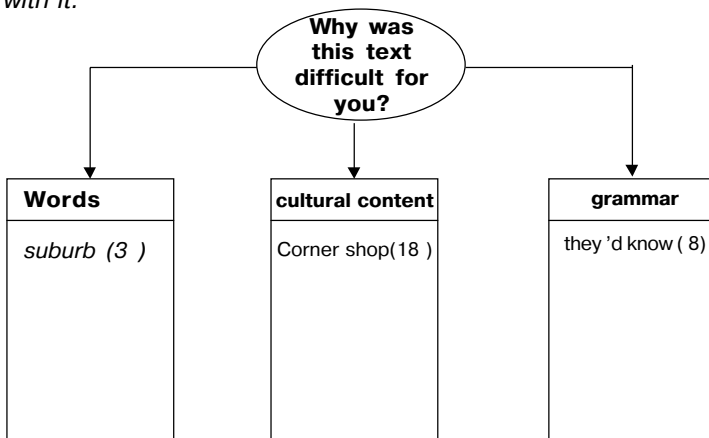 with it.
Why was
this text
difficult for
you?
Words
suburb (3 )
cultural content
Corner shop(18 )
grammar
they 'd know ( 8)